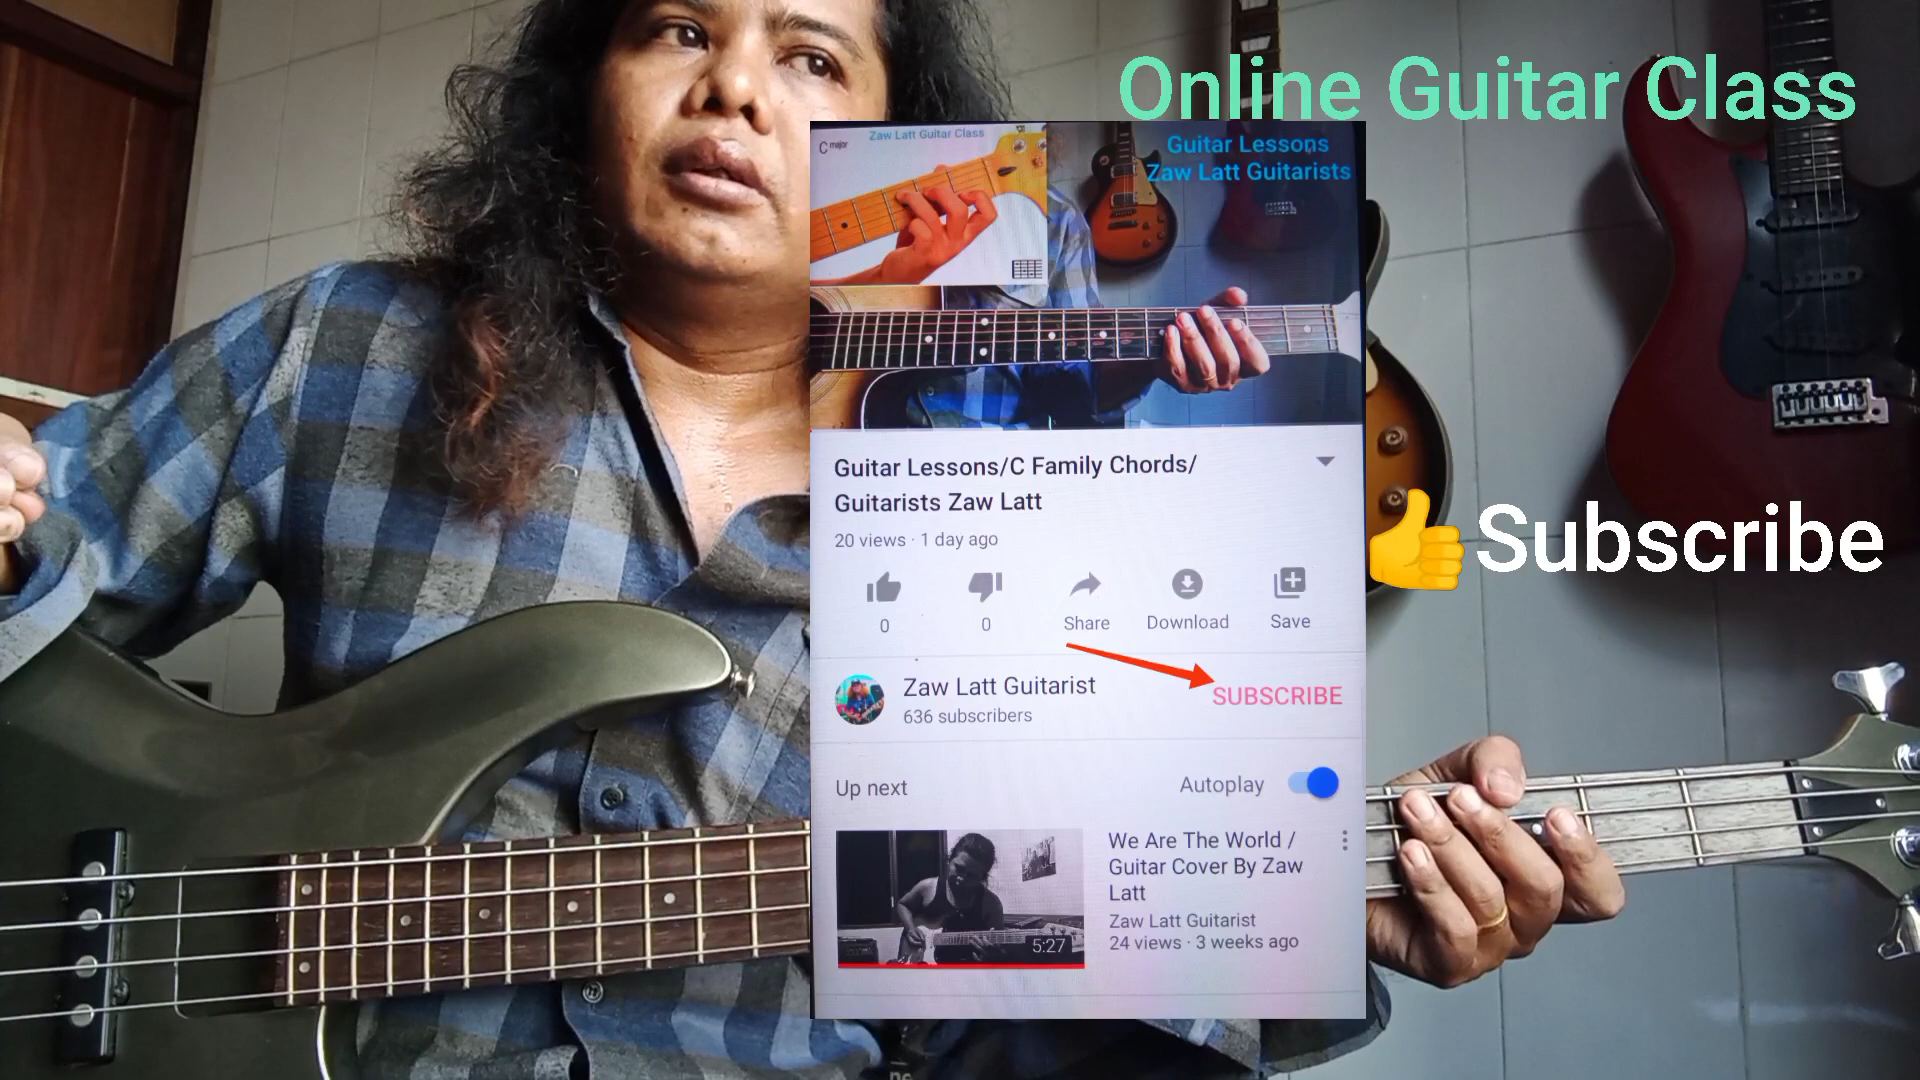 Online Guitar Class
Zaw Latt Guitar Class
C major
Guitar Lessons
Zaw Latt Guitarists
Guitar Lessons/C Family Chords/
Guitarists Zaw Latt
20 views · 1 day ago
0
0
Share
Download
Save
👍Subscribe
Zaw Latt Guitarist
636 subscribers
SUBSCRIBE
Up next
Autoplay
We Are The World /
Guitar Cover By Zaw
Latt
Zaw Latt Guitarist
24 views · 3 weeks ago
5:27